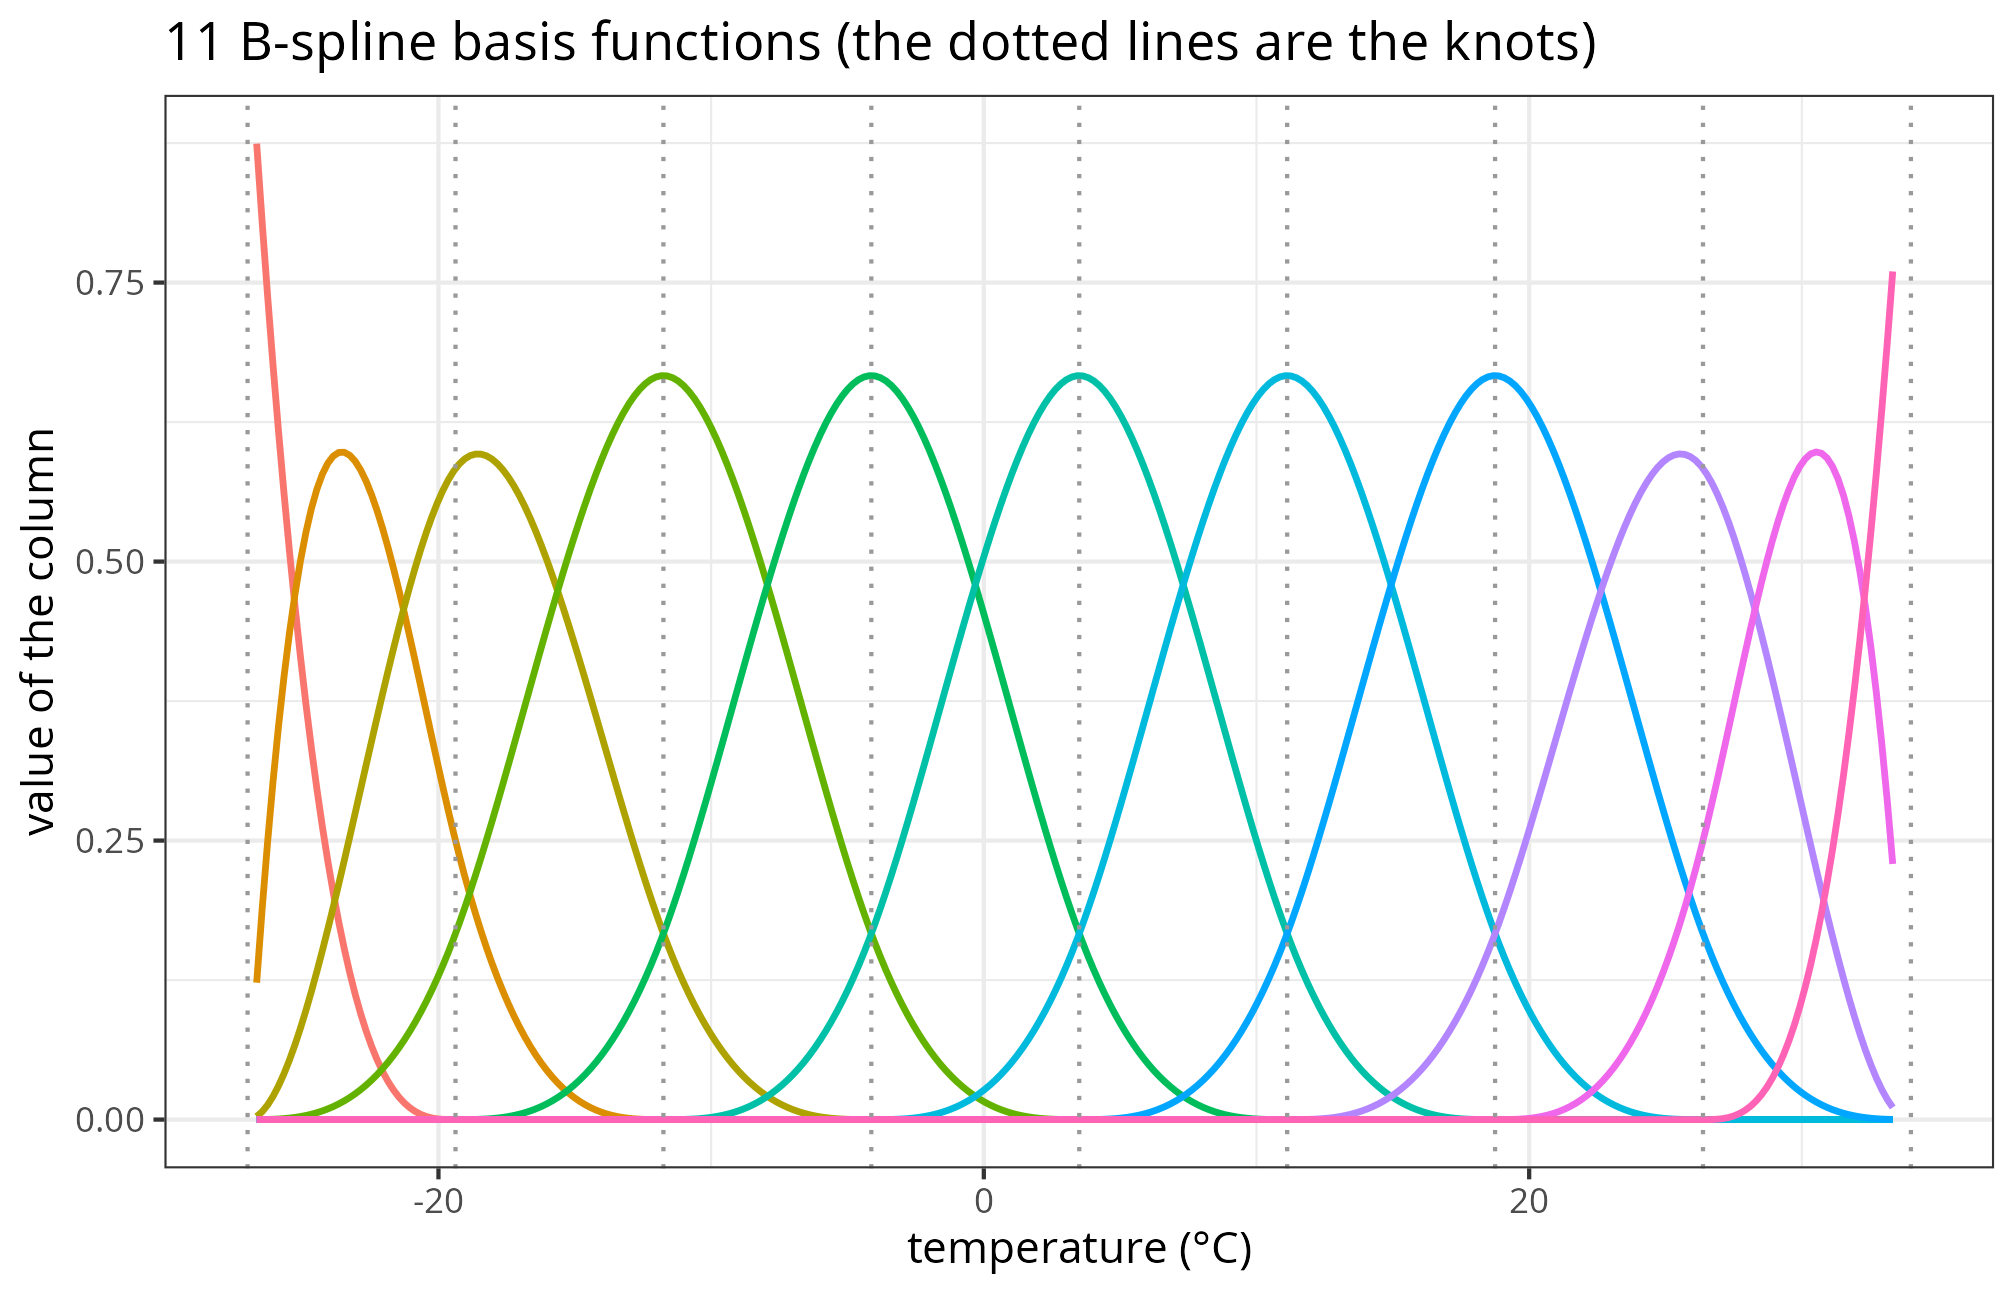 11 B-spline basis functions (the dotted lines are the knots)
value of the column
0.75
0.50
0.25
0.00
-20
0
20
temperature (°C)